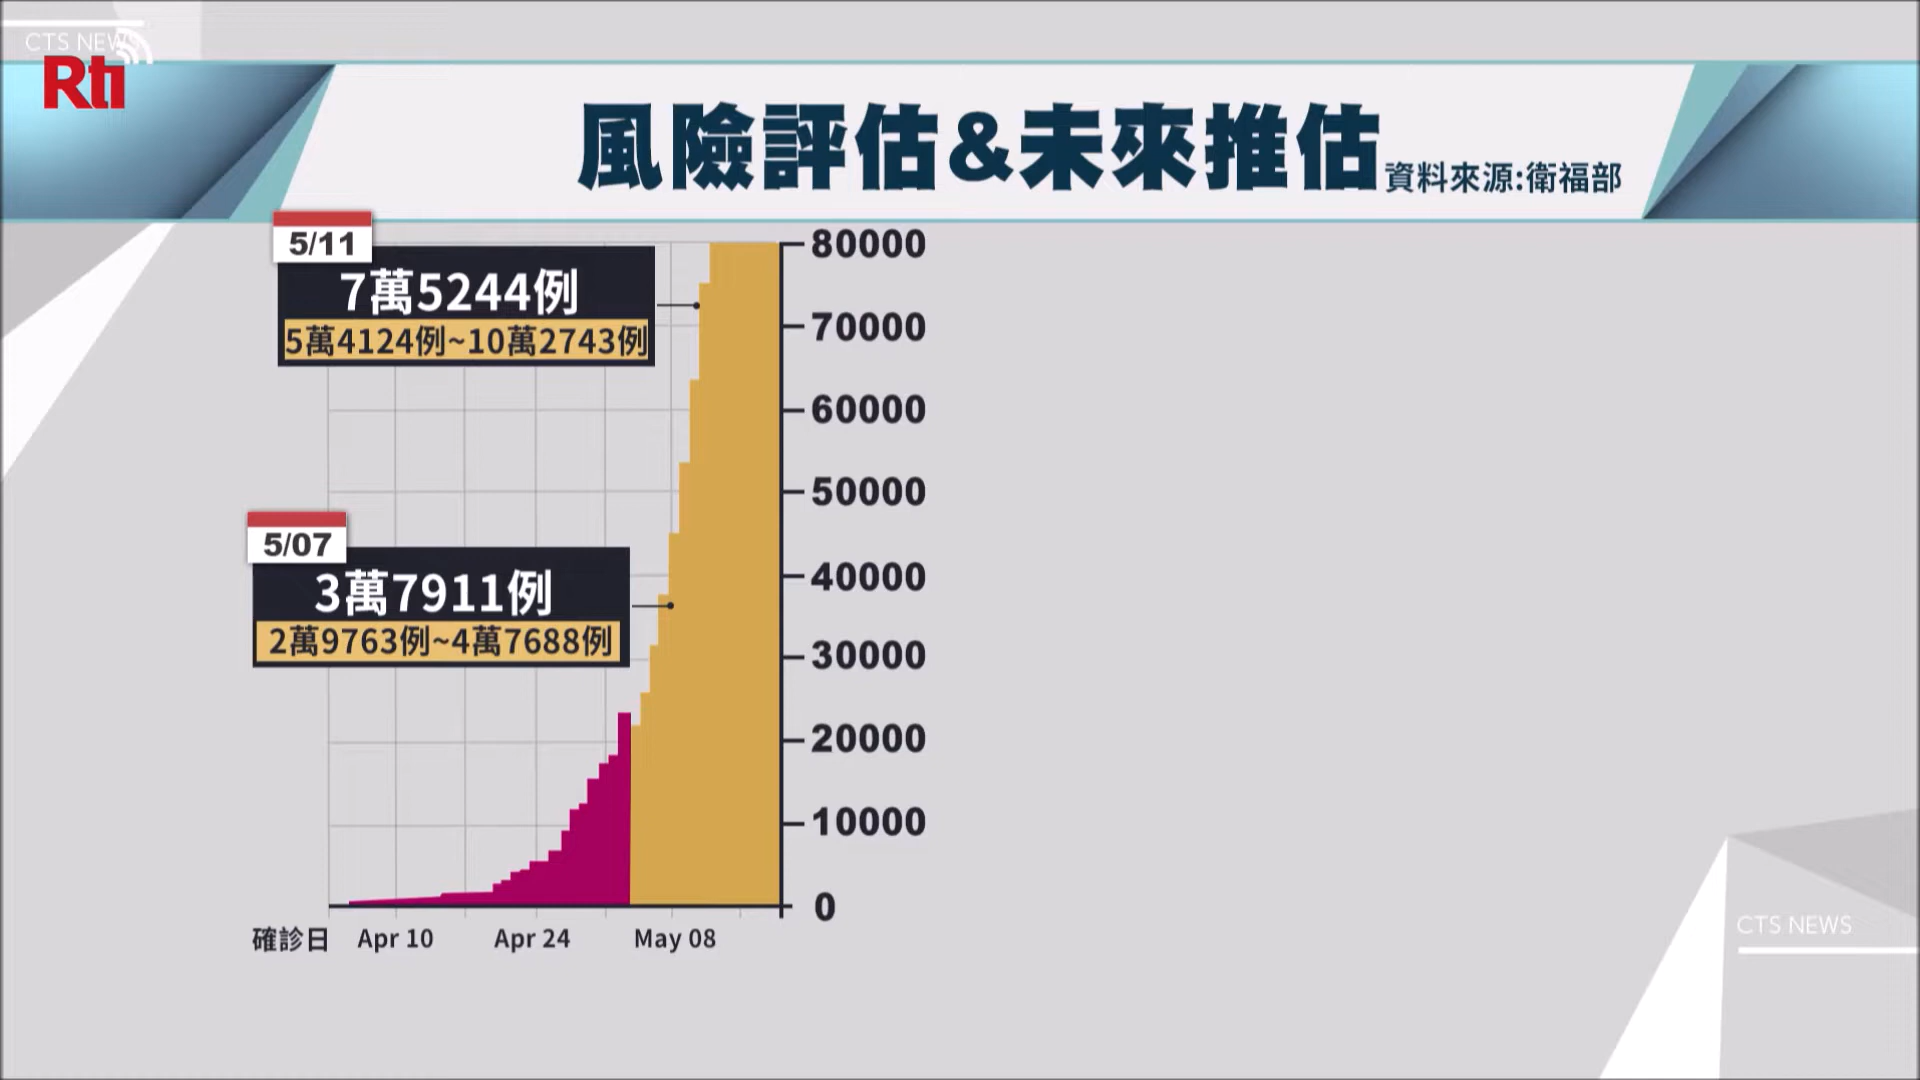 CTS NEWS
Rti
風險評估&未來推估
資料來源:衛福部
5/11
7萬5244例
5萬4124例~10萬2743例
5/07
3萬7911例
2萬9763例~4萬7688例
80000
70000
60000
50000
40000
30000
20000
10000
0
確診日 Apr 10 Apr 24 May 08
CTS NEWS